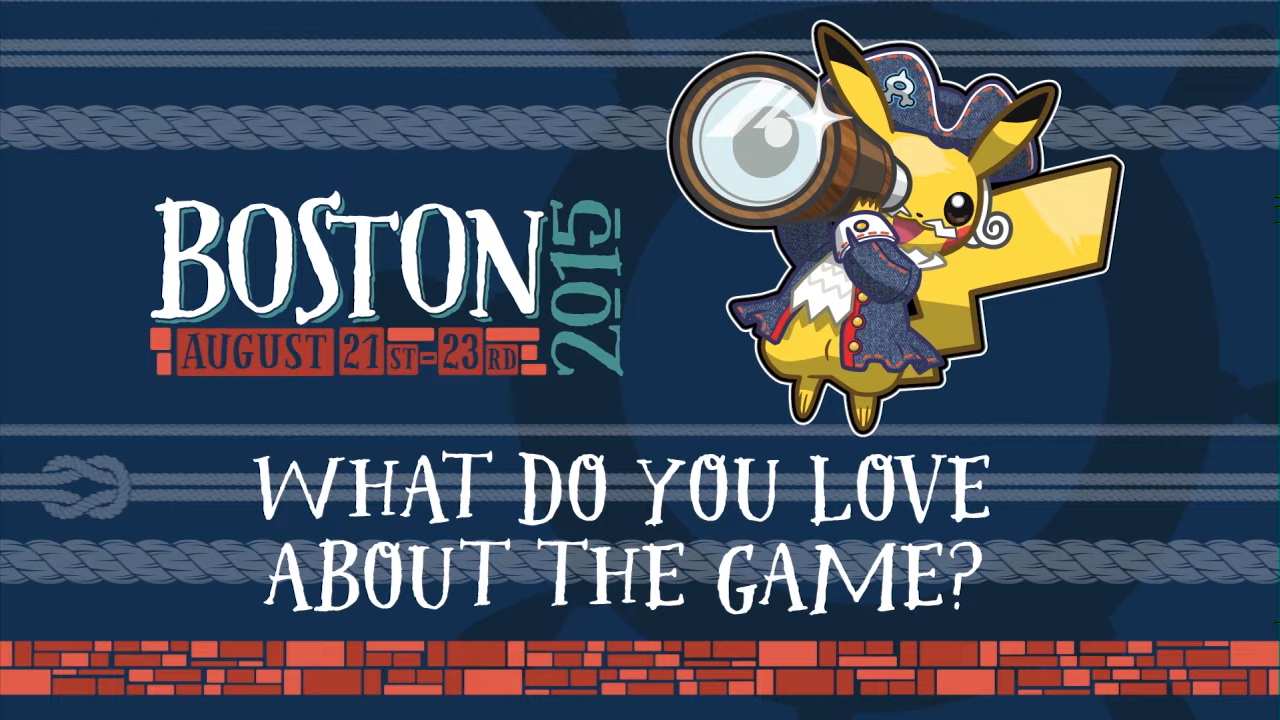 BOSTON
2015
AUGUST 21ST-23RD
WHAT DO YOU LOVE
ABOUT THE GAME?